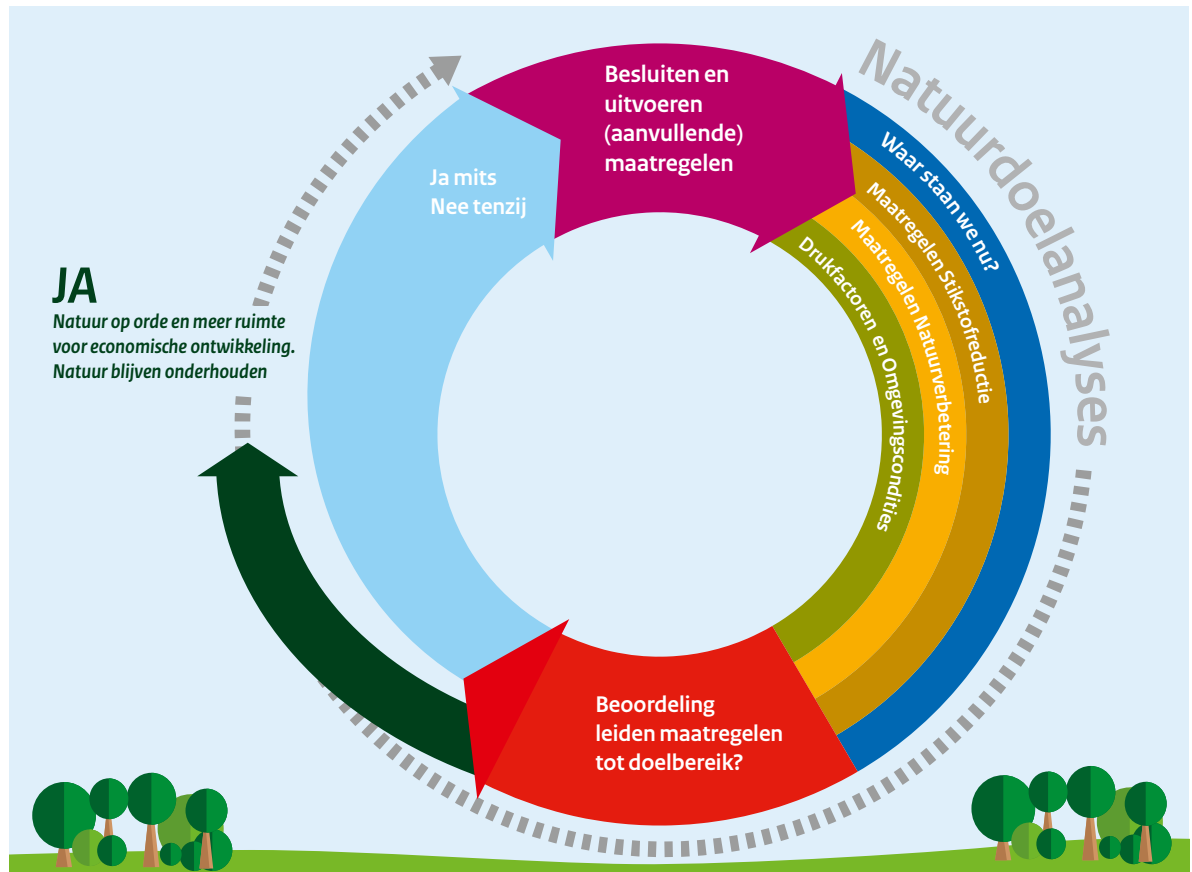 Besluiten en
uitvoeren
(aanvullende)
maatregelen
Natuurdoelanalyses
Waar staan we nu?
Maatregelen Stikstofreductie
Maatregelen Natuurverbetering
Drukfactoren en Omgevingscondities
Beoordeling
leiden maatregelen
tot doelbereik?
Ja mits
Nee tenzij
JA
Natuur op orde en meer ruimte
voor economische ontwikkeling.
Natuur blijven onderhouden